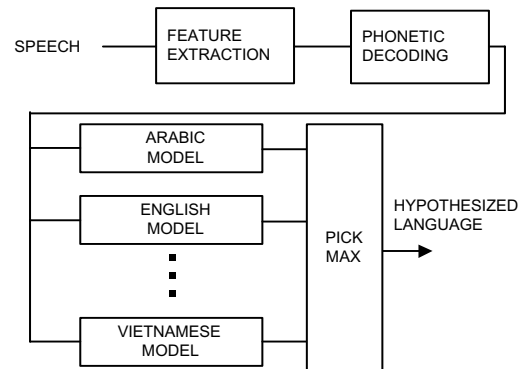 SPEECH
FEATURE
EXTRACTION
PHONETIC
DECODING
ARABIC
MODEL
ENGLISH
MODEL
VIETNAMESE
MODEL
PICK
MAX
HYPOTHESIZED
LANGUAGE